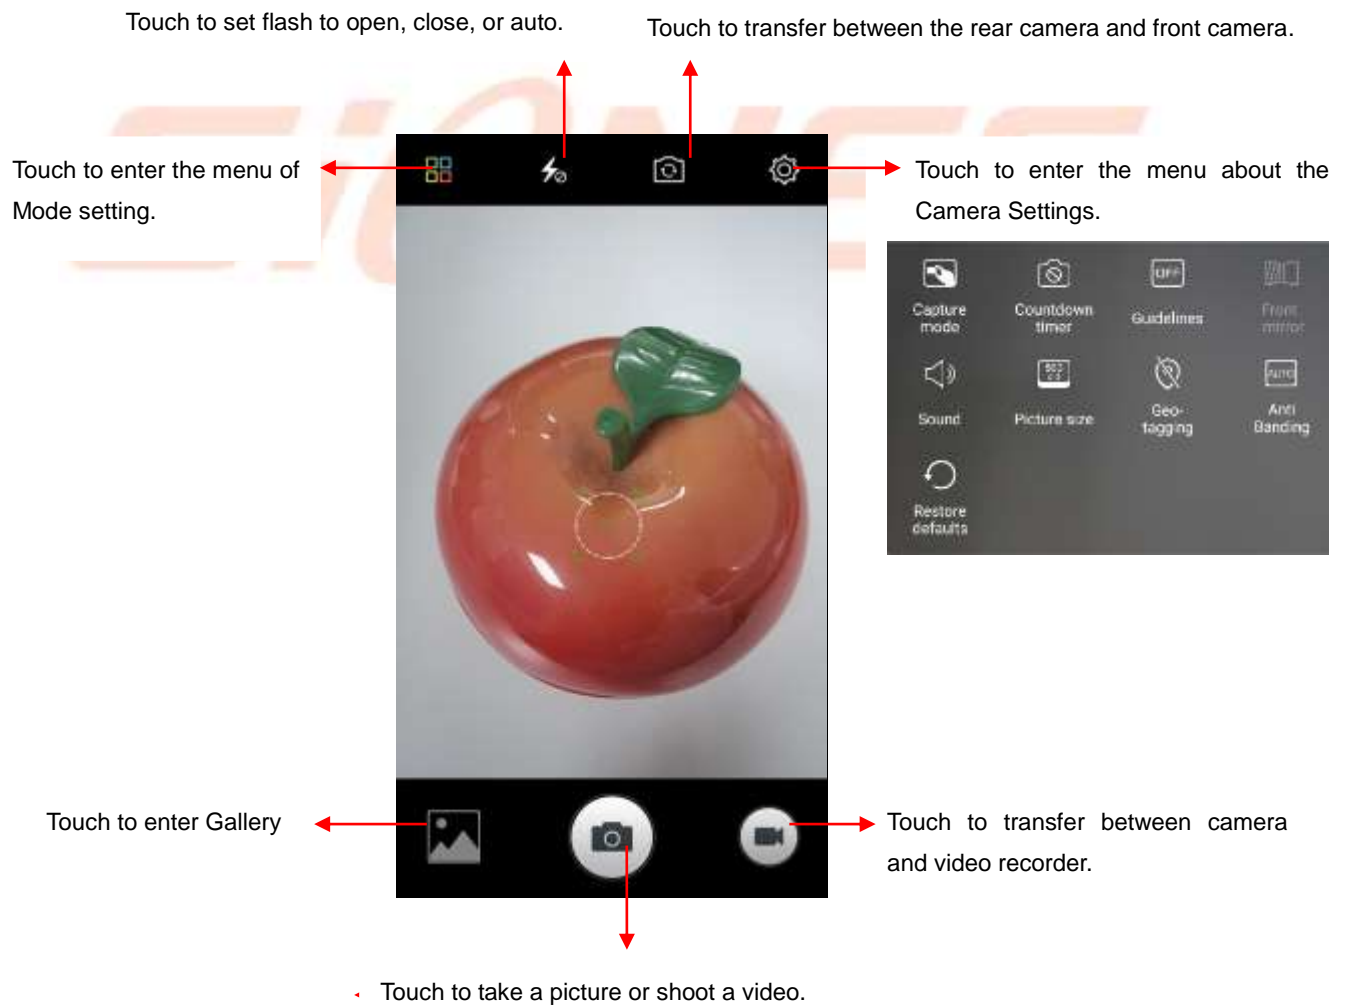 Touch to set flash to open, close, or auto.
Touch to transfer between the rear camera and front camera.
SIONES
Touch to enter the menu of
Mode setting.
Touch to enter the menu about the
Camera Settings.
OFF
Capture
mode
Countdown
timer
Guidelines
Front
mirror
AUTO
Sound
Picture size
Geo-
tagging
Anti
Banding
Restore
defaults
Touch to enter Gallery
Touch to transfer between camera
and video recorder.
Touch to take a picture or shoot a video.